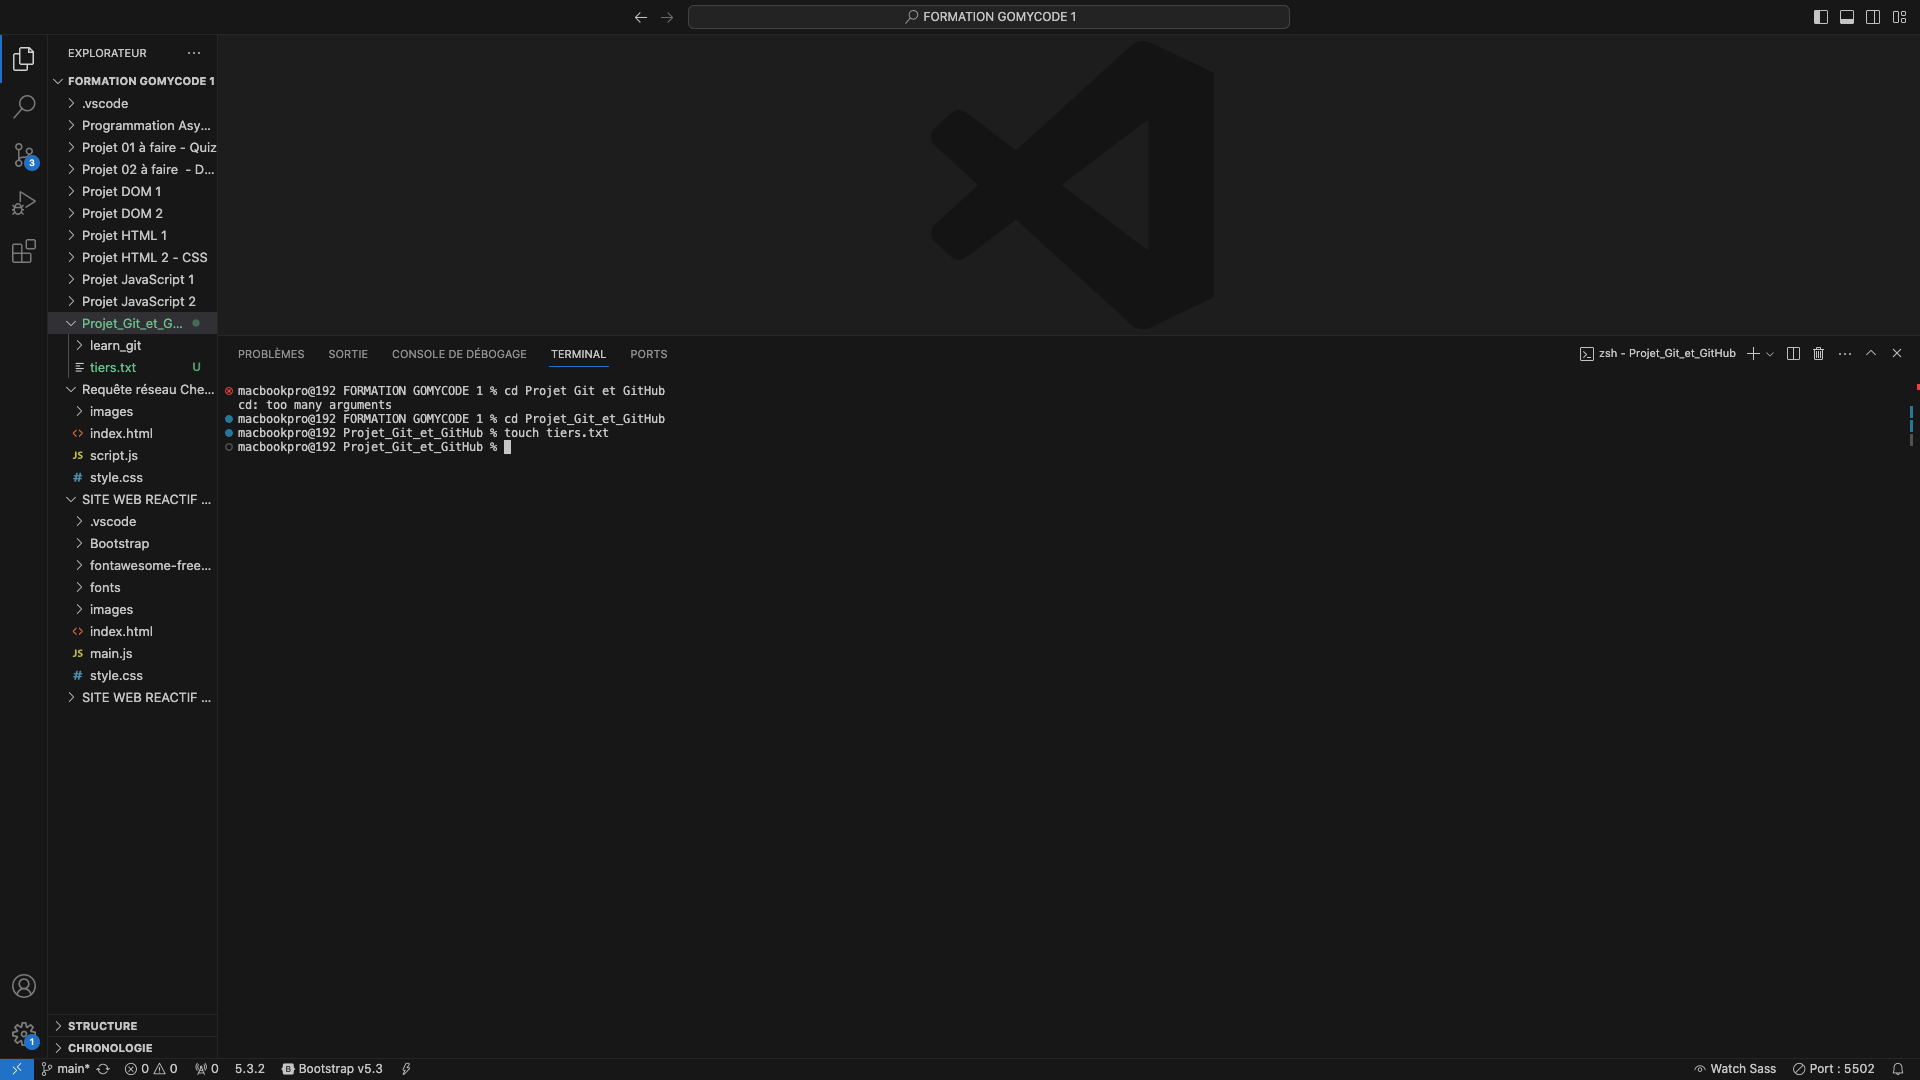 FORMATION GOMYCODE 1
EXPLORATEUR
FORMATION GOMYCODE 1
.vscode
Programmation Asy...
Projet 01 à faire - Quiz
Projet 02 à faire  - D...
Projet DOM 1
Projet DOM 2
Projet HTML 1
Projet HTML 2 - CSS
Projet JavaScript 1
Projet JavaScript 2
Projet_Git_et_G...
learn_git
tiers.txt U
Requête réseau Che...
images
index.html
JS script.js
# style.css
SITE WEB REACTIF ...
.vscode
Bootstrap
fontawesome-free...
fonts
images
index.html
JS main.js
# style.css
SITE WEB REACTIF ...
STRUCTURE
CHRONOLOGIE
3
1
PROBLÈMES SORTIE CONSOLE DE DÉBOGAGE TERMINAL PORTS
zsh - Projet_Git_et_GitHub
macbookpro@192 FORMATION GOMYCODE 1 % cd Projet Git et GitHub
cd: too many arguments
macbookpro@192 FORMATION GOMYCODE 1 % cd Projet_Git_et_GitHub
macbookpro@192 Projet_Git_et_GitHub % touch tiers.txt
macbookpro@192 Projet_Git_et_GitHub %
main* 0 0 0 5.3.2 B Bootstrap v5.3 Watch Sass Port : 5502